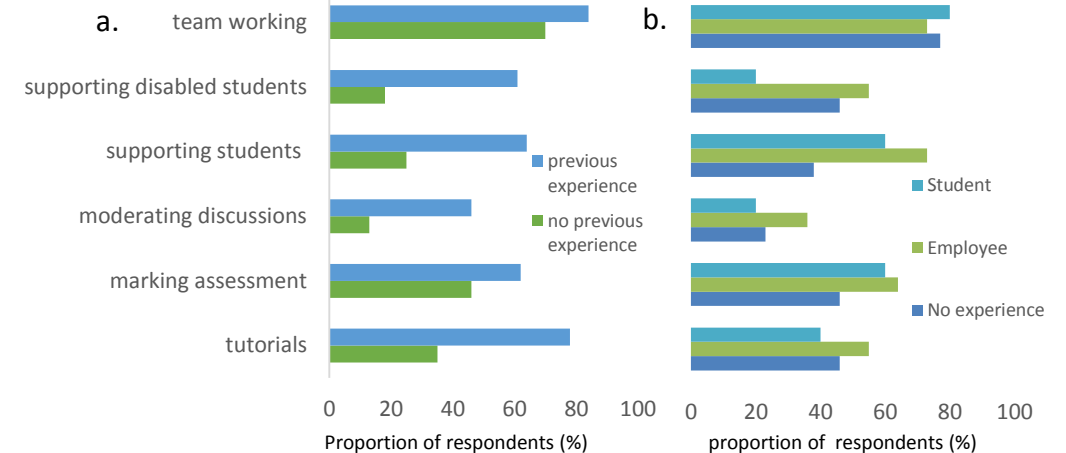 a.
team working
supporting disabled students
supporting students
moderating discussions
marking assessment
tutorials
previous
experience
no previous
experience
0 20 40 60 80 100
Proportion of respondents (%)
b.
Student
Employee
No experience
0 20 40 60 80 100
proportion of respondents (%)